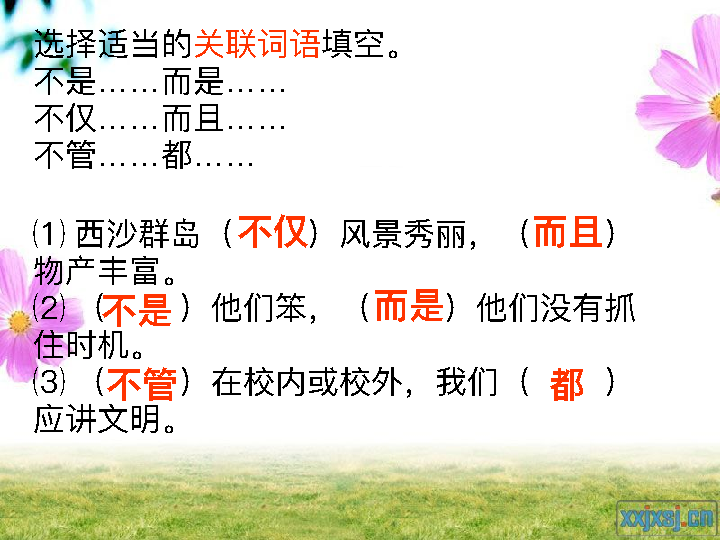 选择适当的关联词语填空。
不是……而是……
不仅……而且……
不管……都……
⑴ 西沙群岛（不仅）风景秀丽，（而且）
物产丰富。
⑵ （不是）他们笨，（而是）他们没有抓
住时机。
⑶ （不管）在校内或校外，我们（ 都 ）
应讲文明。
xxjxsj.cn